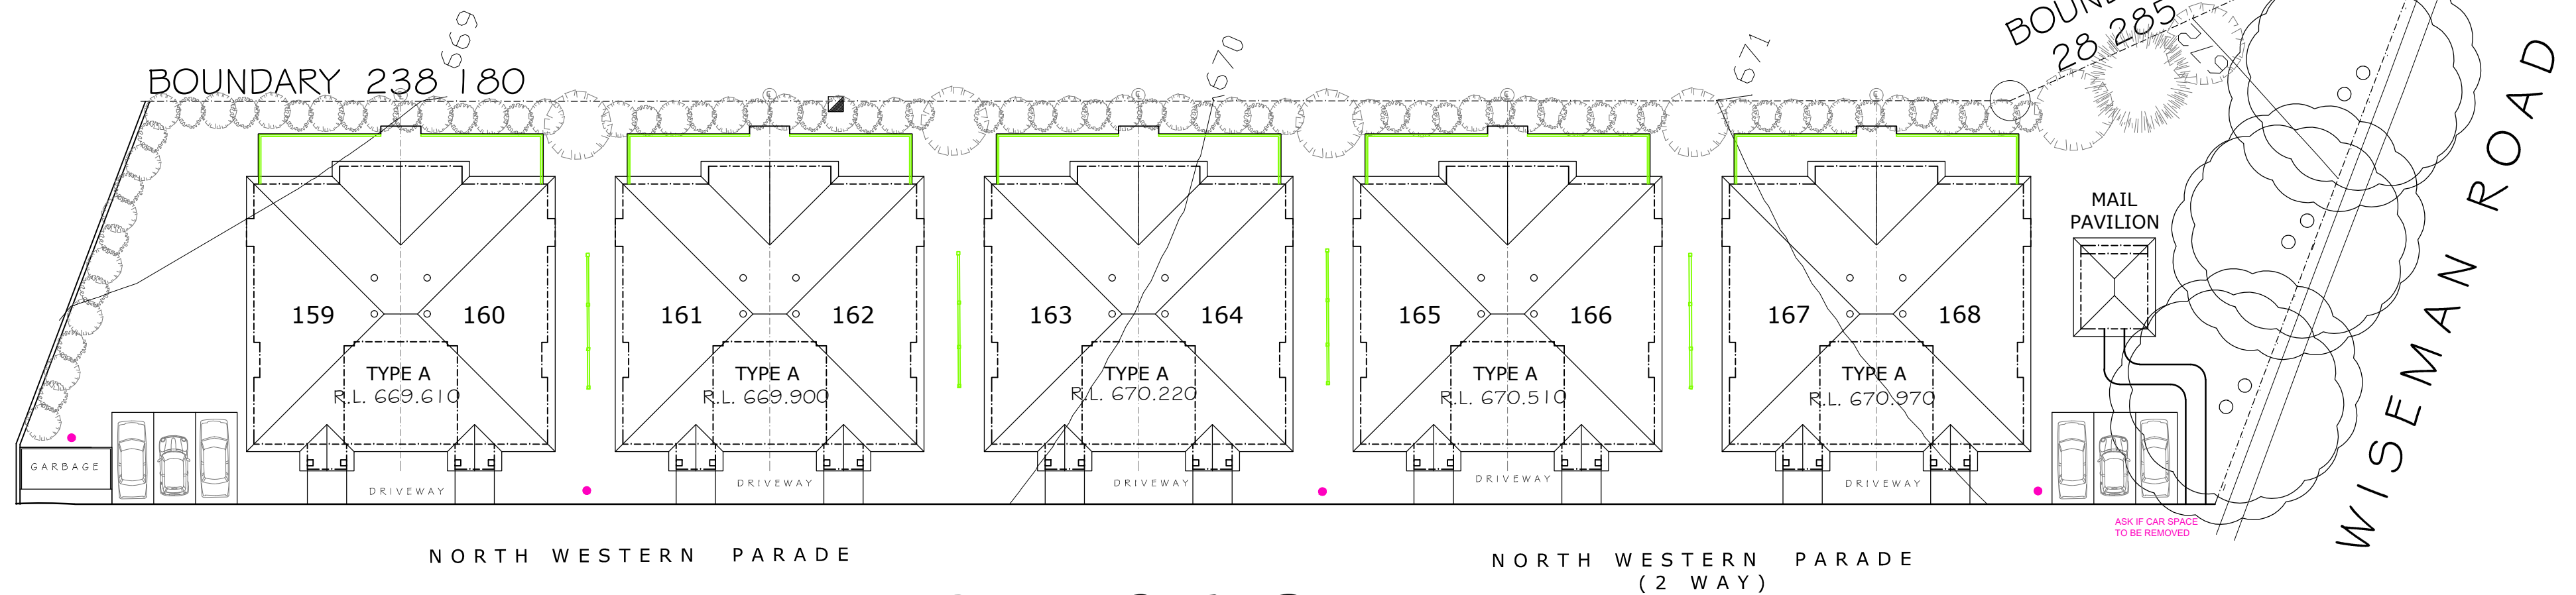 669
670
671
672
BOUNDARY 238 180
28 285
MAIL
PAVILION
WISEMAN ROAD
159
160
161
162
163
164
165
166
167
168
TYPE A
R.L. 669.610
TYPE A
R.L. 669.900
TYPE A
R.L. 670.220
TYPE A
R.L. 670.510
TYPE A
R.L. 670.970
GARBAGE
DRIVEWAY
DRIVEWAY
DRIVEWAY
DRIVEWAY
DRIVEWAY
ASK IF CAR SPACE
TO BE REMOVED
NORTH WESTERN PARADE
NORTH WESTERN PARADE
(2 WAY)